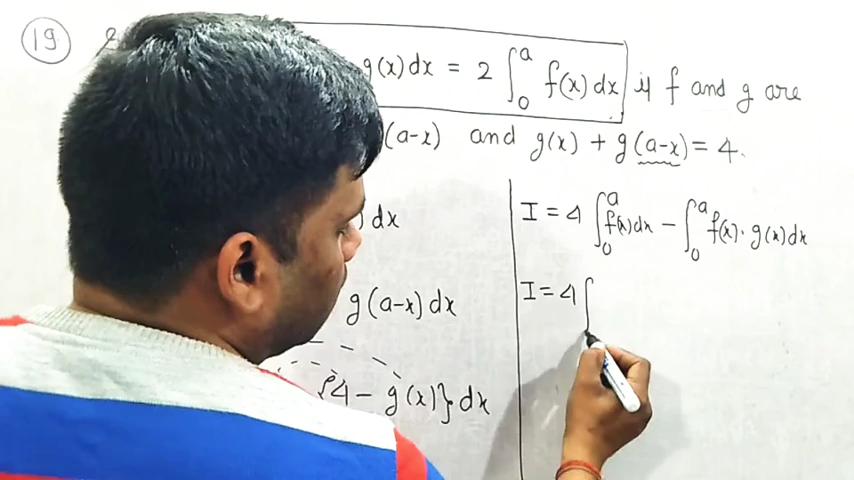 19
g(x) dx = 2 ∫₀ᵃ f(x) dx if f and g are
(a-x) and g(x) + g(a-x) = 4.
dx
g(a-x) dx
{4 - g(x)} dx
I = 4 ∫₀ᵃ f(x) dx - ∫₀ᵃ f(x). g(x) dx
I = 4 ∫